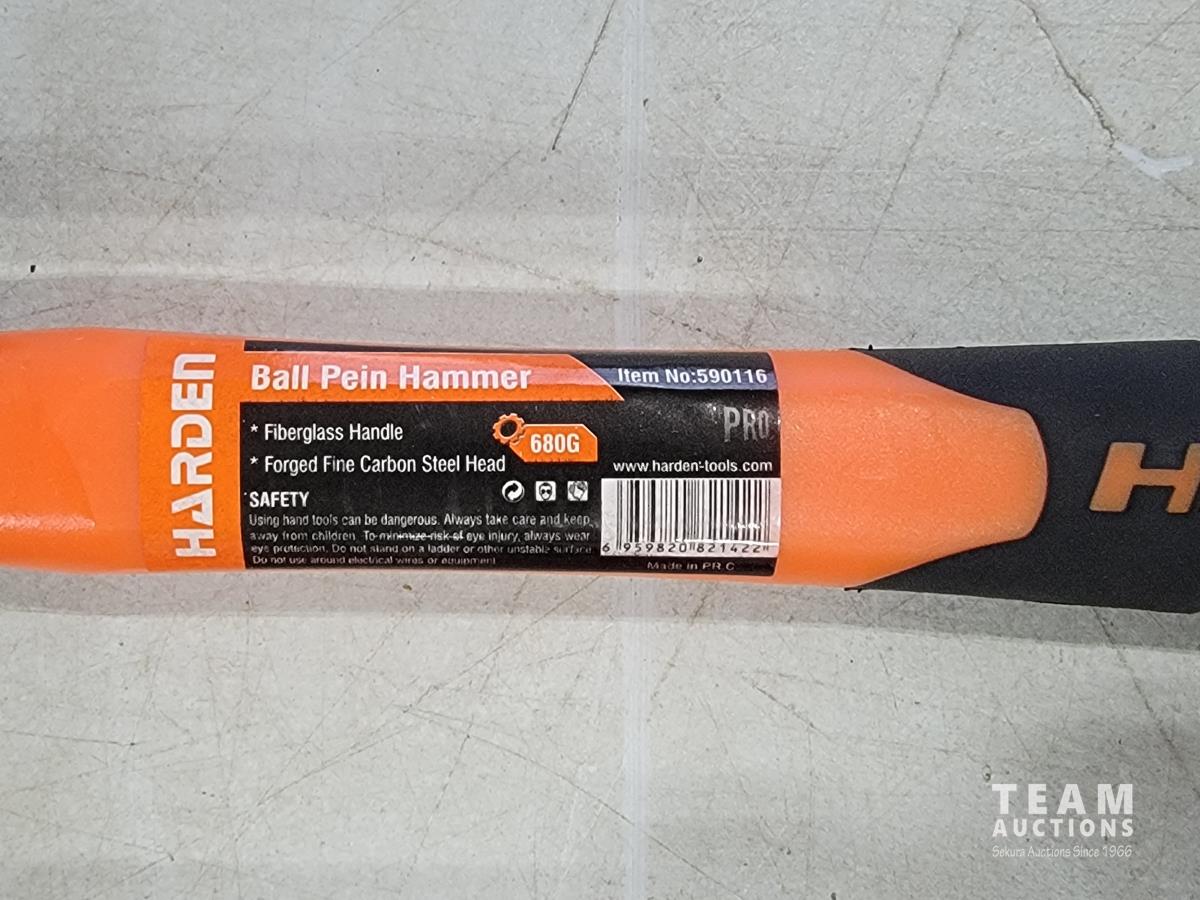 HARDEN
Ball Pein Hammer
Item No:590116
PRO
* Fiberglass Handle
680G
* Forged Fine Carbon Steel Head
www.harden-tools.com
SAFETY
Using hand tools can be dangerous. Always take care and keep
away from children. To minimize risk of eye injury, always wear
eye protection. Do not stand on a ladder or other unstable surface.
Do not use around electrical wires or equipment.
6 959820 821422
Made in P.R.C
H
TEAM
AUCTIONS
Sekura Auctions Since 1966